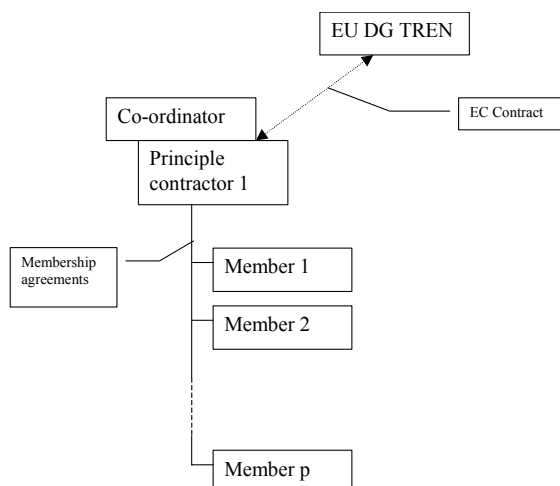 EU DG TREN
EC Contract
Co-ordinator
Principle
contractor 1
Membership
agreements
Member 1
Member 2
Member p